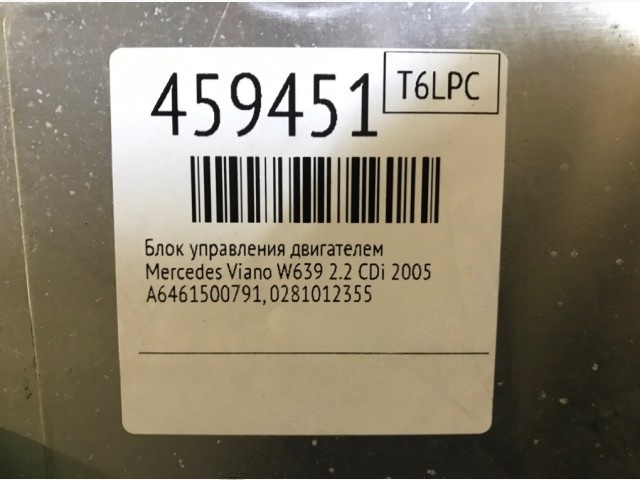 459451
T6LPC
Блок управления двигателем
Mercedes Viano W639 2.2 CDi 2005
A6461500791, 0281012355